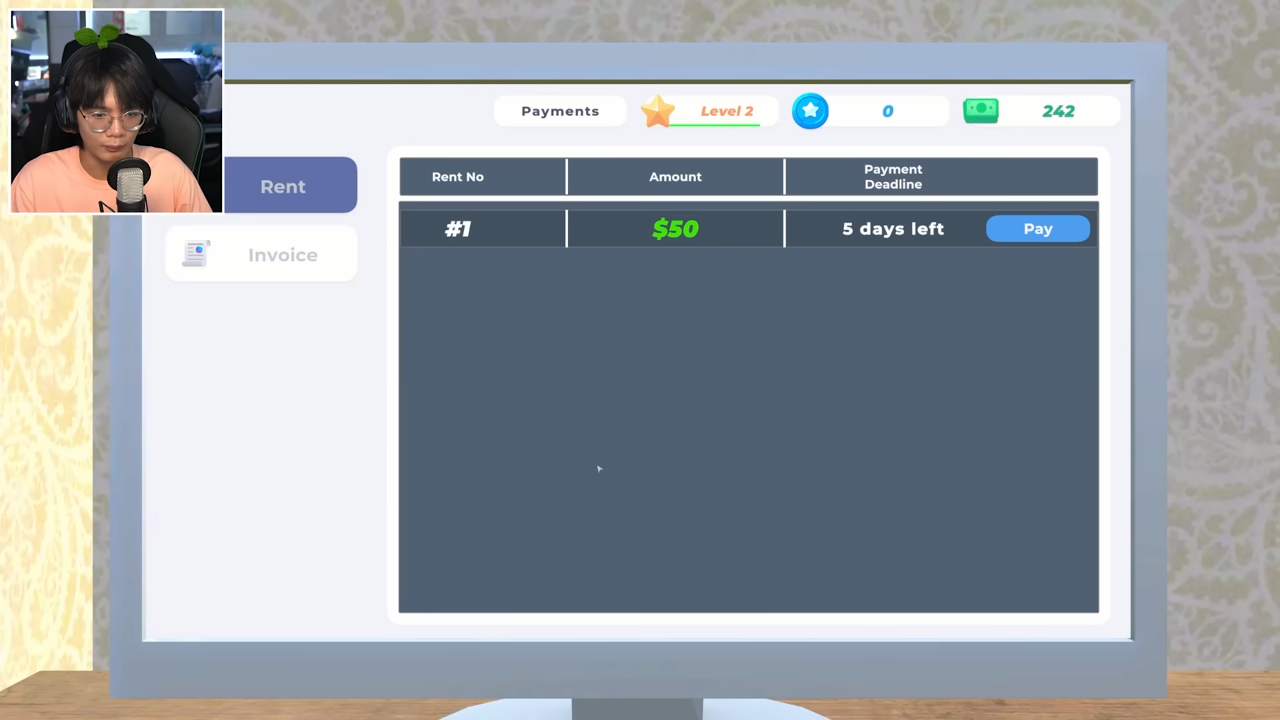 Payments
Level 2
0
242
Rent
Invoice
Rent No
Amount
Payment
Deadline
#1
$50
5 days left
Pay